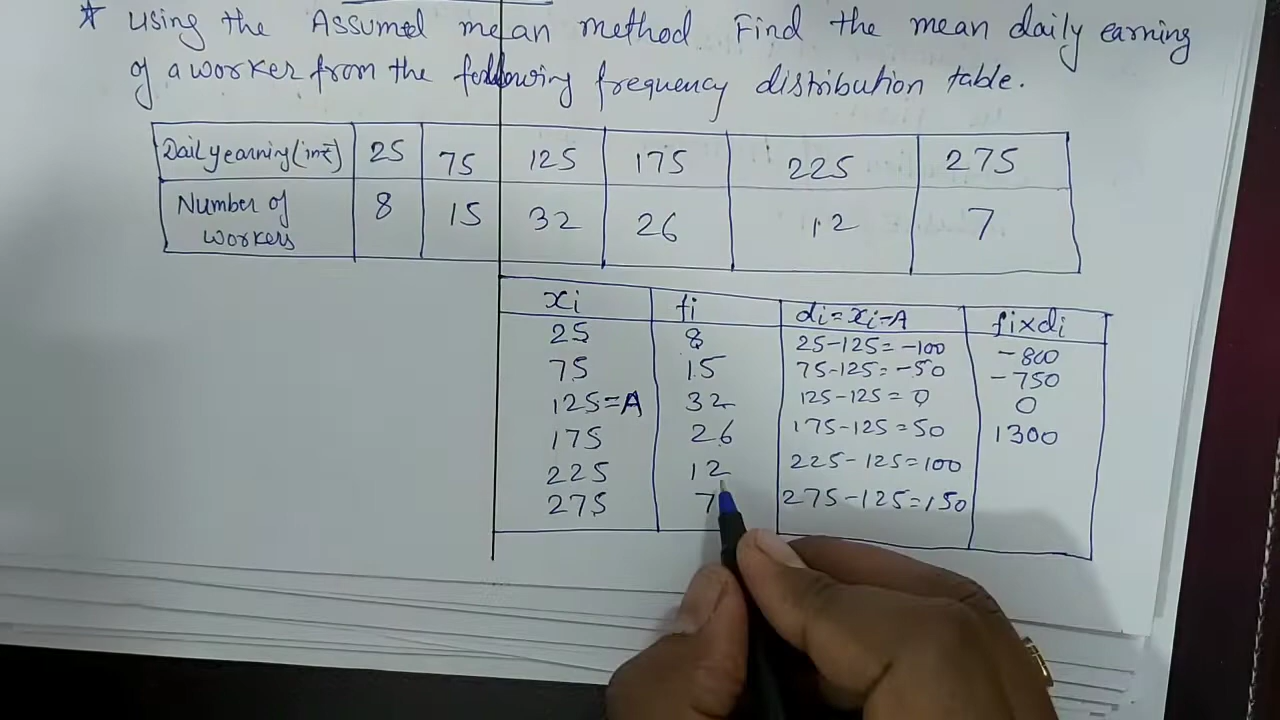 * Using the Assumed mean method. Find the mean daily earning
of a worker from the following frequency distribution table.
Daily earning (in ₹) 25 75 125 175 225 275
Number of workers 8 15 32 26 12 7
xi fi di=xi-A fixdi
25 8 25-125=-100 -800
75 15 75-125=-50 -750
125=A 32 125-125=0 0
175 26 175-125=50 1300
225 12 225-125=100
275 7 275-125=150